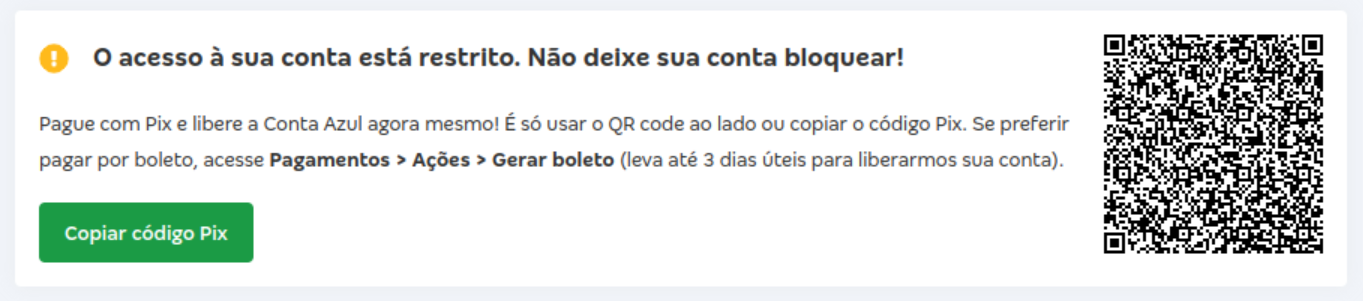 O acesso à sua conta está restrito. Não deixe sua conta bloquear!
Pague com Pix e libere a Conta Azul agora mesmo! É só usar o QR code ao lado ou copiar o código Pix. Se preferir
pagar por boleto, acesse Pagamentos > Ações > Gerar boleto (leva até 3 dias úteis para liberarmos sua conta).
Copiar código Pix